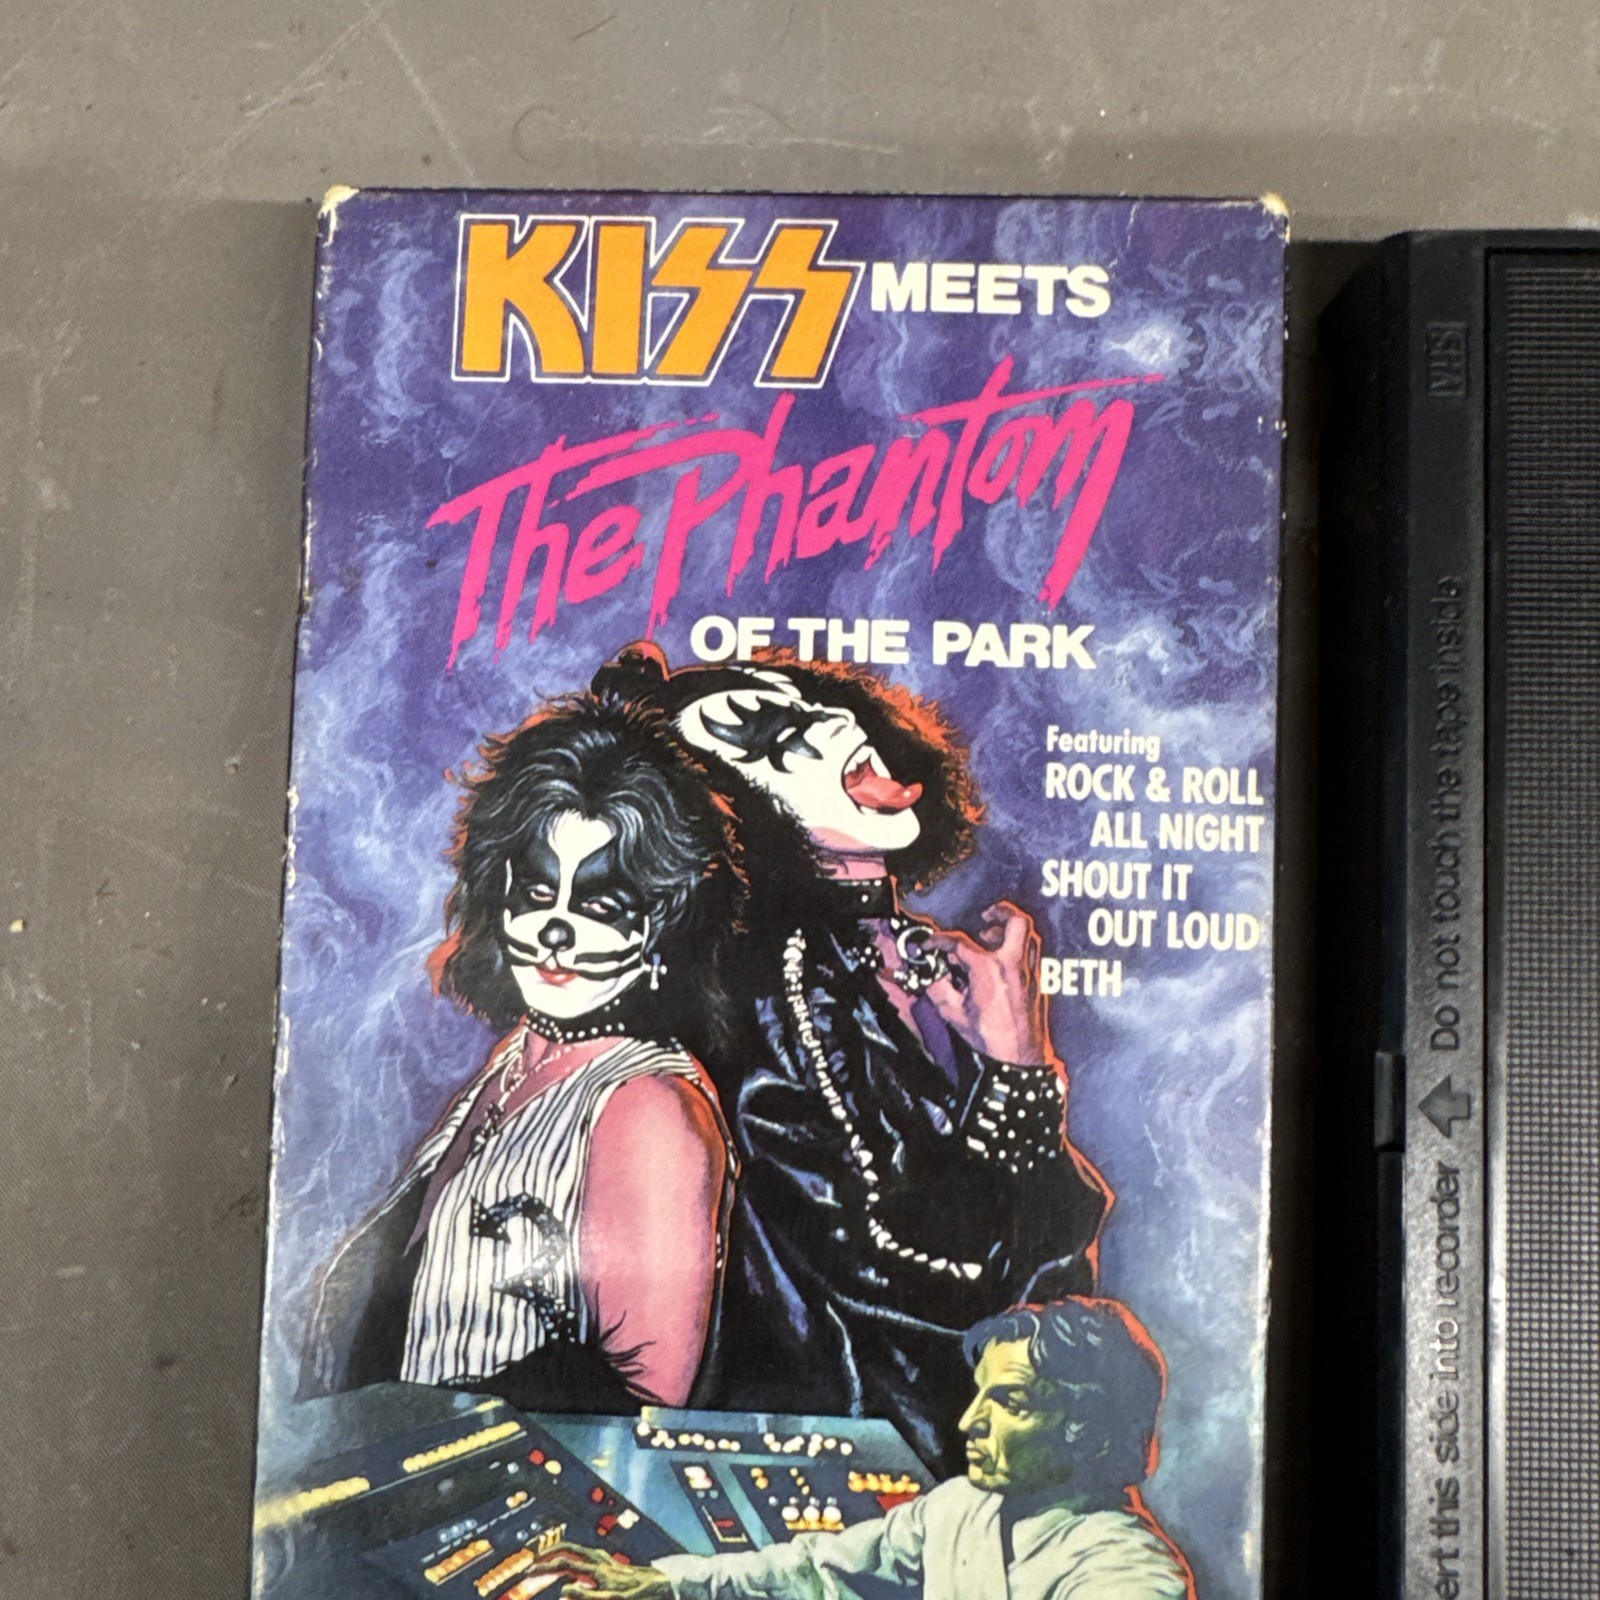 KISS MEETS
The Phantom
OF THE PARK
Featuring
ROCK & ROLL
ALL NIGHT
SHOUT IT
OUT LOUD
BETH
VHS
ert this side into recorder Do not touch the tape inside